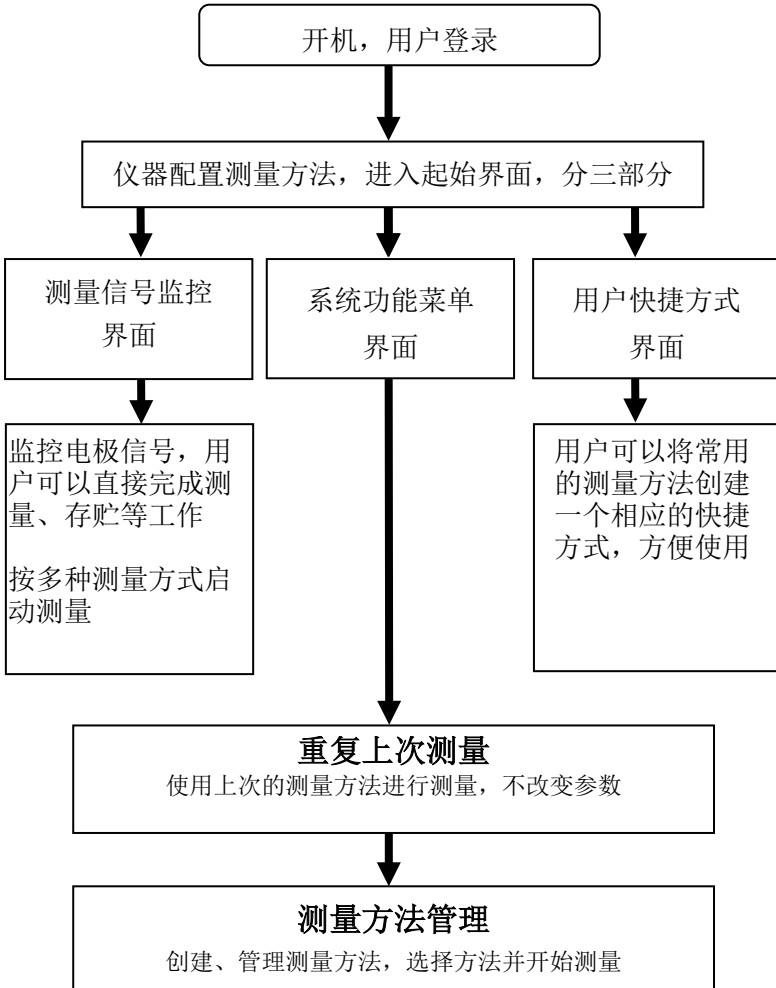 开机，用户登录
仪器配置测量方法，进入起始界面，分三部分
测量信号监控
界面
系统功能菜单
界面
用户快捷方式
界面
监控电极信号，用
户可以直接完成测
量、存贮等工作
按多种测量方式启
动测量
用户可以将常用
的测量方法创建
一个相应的快捷
方式，方便使用
重复上次测量
使用上次的测量方法进行测量，不改变参数
测量方法管理
创建、管理测量方法，选择方法并开始测量